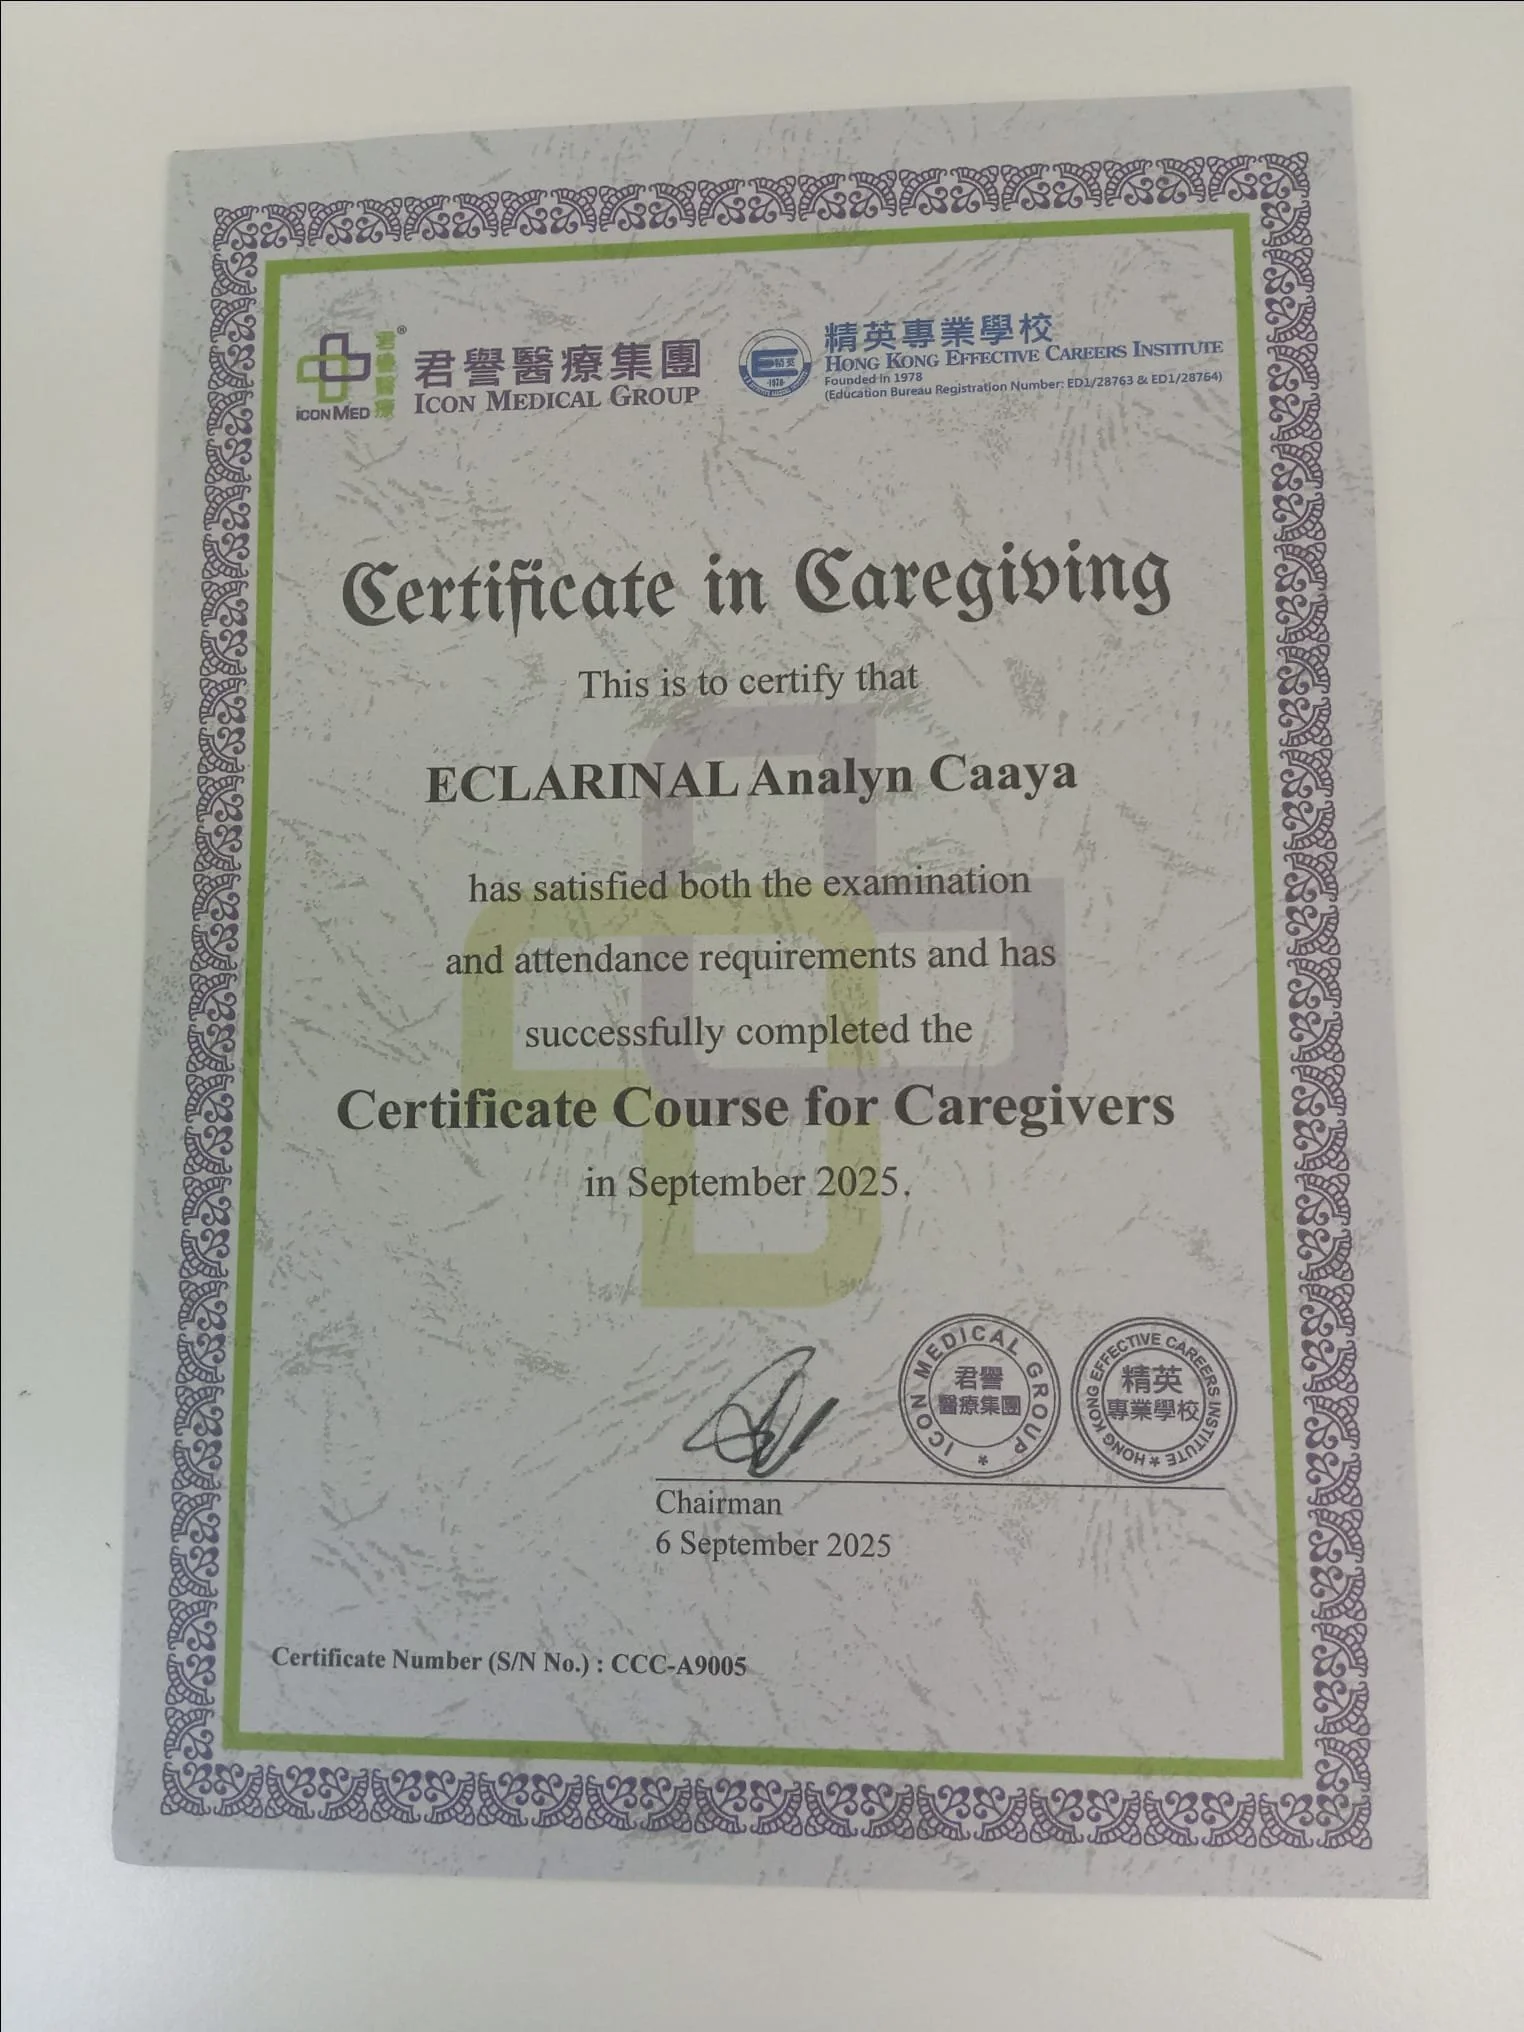 君譽醫療
iCON MED
君譽醫療集團
ICON MEDICAL GROUP
精英
1978
精英專業學校
HONG KONG EFFECTIVE CAREERS INSTITUTE
Founded in 1978
(Education Bureau Registration Number: ED1/28763 & ED1/28764)
Certificate in Caregiving
This is to certify that
ECLARINAL Analyn Caaya
has satisfied both the examination
and attendance requirements and has
successfully completed the
Certificate Course for Caregivers
in September 2025.
ICON MEDICAL GROUP
君譽
醫療集團
HONG KONG EFFECTIVE CAREERS INSTITUTE
精英
專業學校
Chairman
6 September 2025
Certificate Number (S/N No.) : CCC-A9005